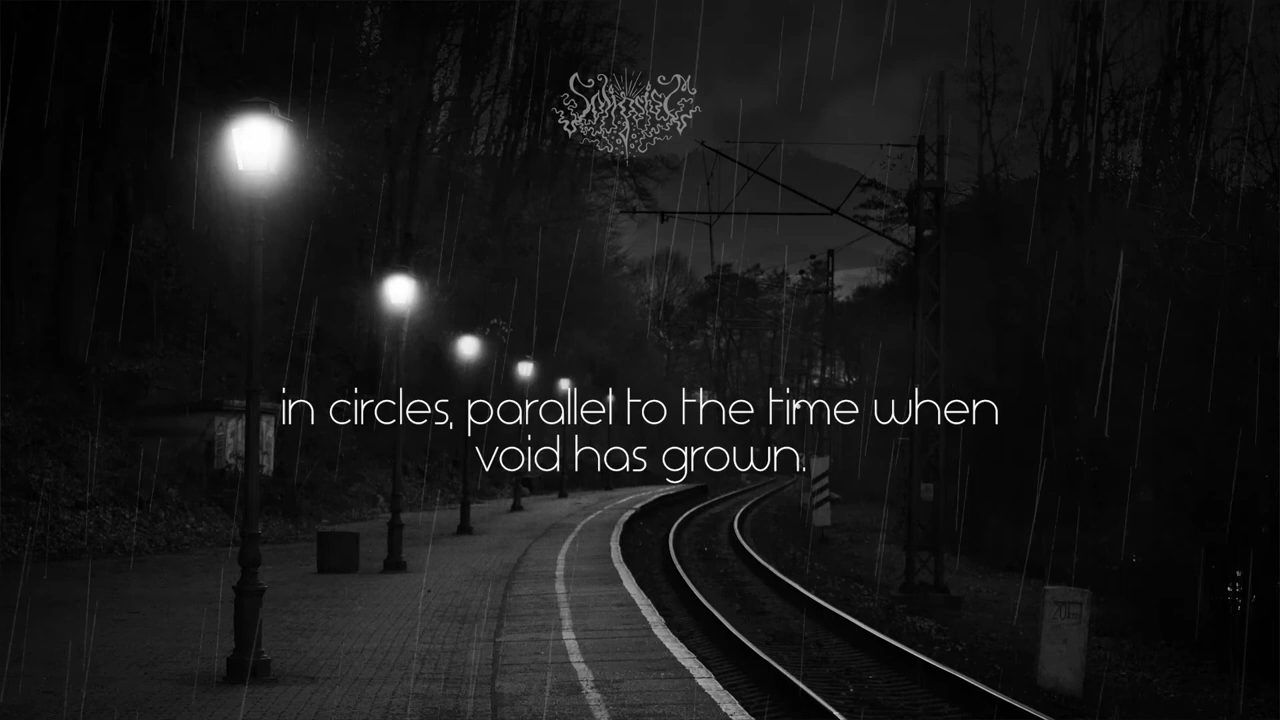 in circles, parallel to the time when
void has grown.